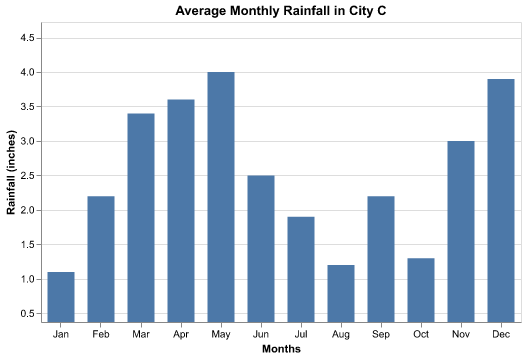 Average Monthly Rainfall in City C
4.5
4.0
3.5
3.0
2.5
2.0
1.5
1.0
0.5
Rainfall (inches)
Jan Feb Mar Apr May Jun Jul Aug Sep Oct Nov Dec
Months